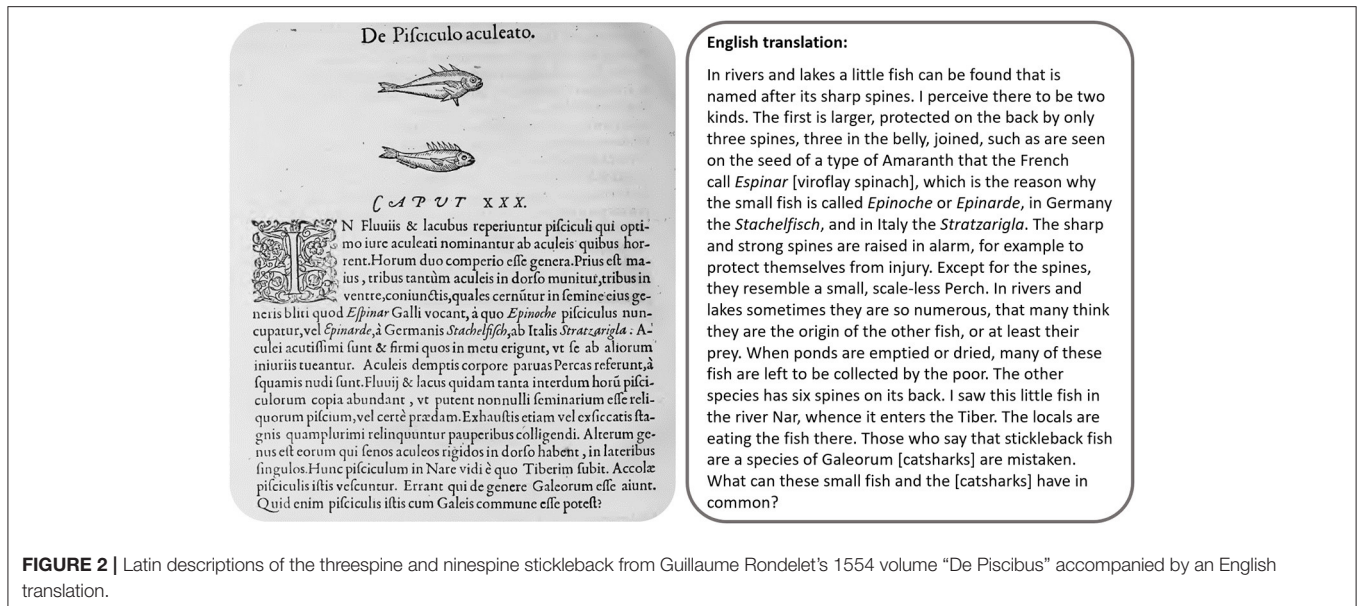 De Piſciculo aculeato.
CAPVT XXX.
IN Fluuiis & lacubus reperiuntur piſciculi qui opti-
mo iure aculeati nominantur ab aculeis quibus hor-
rent.Horum duo comperio eſſe genera.Prius eſt ma-
ius, tribus tantùm aculeis in dorſo munitur,tribus in
ventre,coniunctis,quales cernūtur in ſemine eius ge-
neris bliti quod Eſpinar Galli vocant, à quo Epinoche piſciculus nun-
cupatur,vel Epinarde,à Germanis Stachelfiſch,ab Italis Stratzarigla: A-
culei acutiſſimi ſunt & firmi quos in metu erigunt, vt ſe ab aliorum
iniuriis tueantur. Aculeis demptis corpore paruas Percas referunt,à
ſquamis nudi ſunt.Fluuij & lacus quidam tanta interdum horū piſci-
culorum copia abundant, vt putent nonnulli ſeminarium eſſe reli-
quorum piſcium,vel certè prædam.Exhauſtis etiam vel exſiccatis ſta-
gnis quamplurimi relinquuntur pauperibus colligendi. Alterum ge-
nus eſt eorum qui ſenos aculeos rigidos in dorſo habent, in lateribus
ſingulos.Hunc piſciculum in Nare vidi è quo Tiberim ſubit. Accolæ
piſciculis iſtis veſcuntur. Errant qui de genere Galeorum eſſe aiunt.
Quid enim piſciculis iſtis cum Galeis commune eſſe poteſt?
English translation:
In rivers and lakes a little fish can be found that is
named after its sharp spines. I perceive there to be two
kinds. The first is larger, protected on the back by only
three spines, three in the belly, joined, such as are seen
on the seed of a type of Amaranth that the French
call Espinar [viroflay spinach], which is the reason why
the small fish is called Epinoche or Epinarde, in Germany
the Stachelfisch, and in Italy the Stratzarigla. The sharp
and strong spines are raised in alarm, for example to
protect themselves from injury. Except for the spines,
they resemble a small, scale-less Perch. In rivers and
lakes sometimes they are so numerous, that many think
they are the origin of the other fish, or at least their
prey. When ponds are emptied or dried, many of these
fish are left to be collected by the poor. The other
species has six spines on its back. I saw this little fish in
the river Nar, whence it enters the Tiber. The locals are
eating the fish there. Those who say that stickleback fish
are a species of Galeorum [catsharks] are mistaken.
What can these small fish and the [catsharks] have in
common?
FIGURE 2 | Latin descriptions of the threespine and ninespine stickleback from Guillaume Rondelet's 1554 volume "De Piscibus" accompanied by an English
translation.